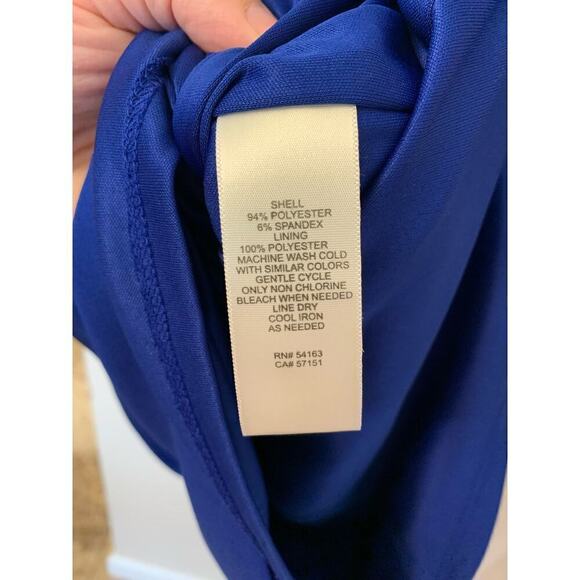 SHELL
94% POLYESTER
6% SPANDEX
LINING
100% POLYESTER
MACHINE WASH COLD
WITH SIMILAR COLORS
GENTLE CYCLE
ONLY NON CHLORINE
BLEACH WHEN NEEDED
LINE DRY
COOL IRON
AS NEEDED
RN# 54163
CA# 57151